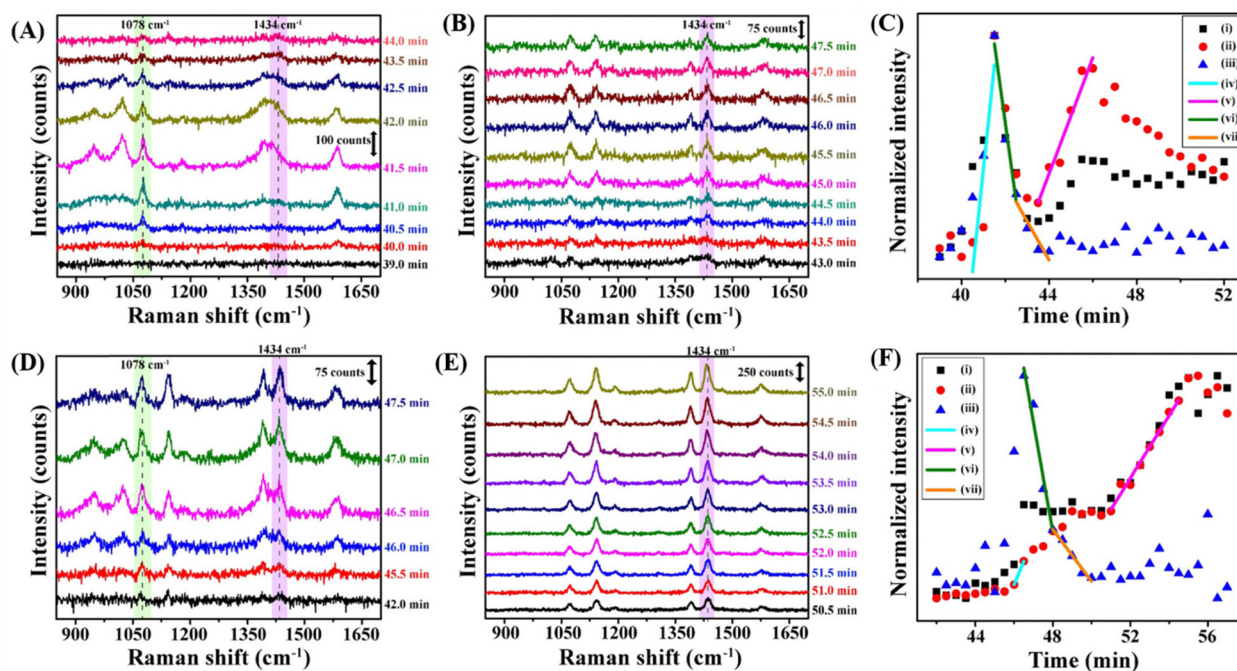 (A)
1078 cm⁻¹
1434 cm⁻¹
44.0 min
43.5 min
42.5 min
42.0 min
100 counts
41.5 min
41.0 min
40.5 min
40.0 min
39.0 min
Intensity (counts)
900 1050 1200 1350 1500 1650
Raman shift (cm⁻¹)
(B)
1434 cm⁻¹
75 counts
47.5 min
47.0 min
46.5 min
46.0 min
45.5 min
45.0 min
44.5 min
44.0 min
43.5 min
43.0 min
Intensity (counts)
900 1050 1200 1350 1500 1650
Raman shift (cm⁻¹)
(C)
(i)
(ii)
(iii)
(iv)
(v)
(vi)
(vii)
Normalized intensity
40 44 48 52
Time (min)
(D)
1078 cm⁻¹
1434 cm⁻¹
75 counts
47.5 min
47.0 min
46.5 min
46.0 min
45.5 min
42.0 min
Intensity (counts)
900 1050 1200 1350 1500 1650
Raman shift (cm⁻¹)
(E)
1434 cm⁻¹
250 counts
55.0 min
54.5 min
54.0 min
53.5 min
53.0 min
52.5 min
52.0 min
51.5 min
51.0 min
50.5 min
Intensity (counts)
900 1050 1200 1350 1500 1650
Raman shift (cm⁻¹)
(F)
(i)
(ii)
(iii)
(iv)
(v)
(vi)
(vii)
Normalized intensity
44 48 52 56
Time (min)